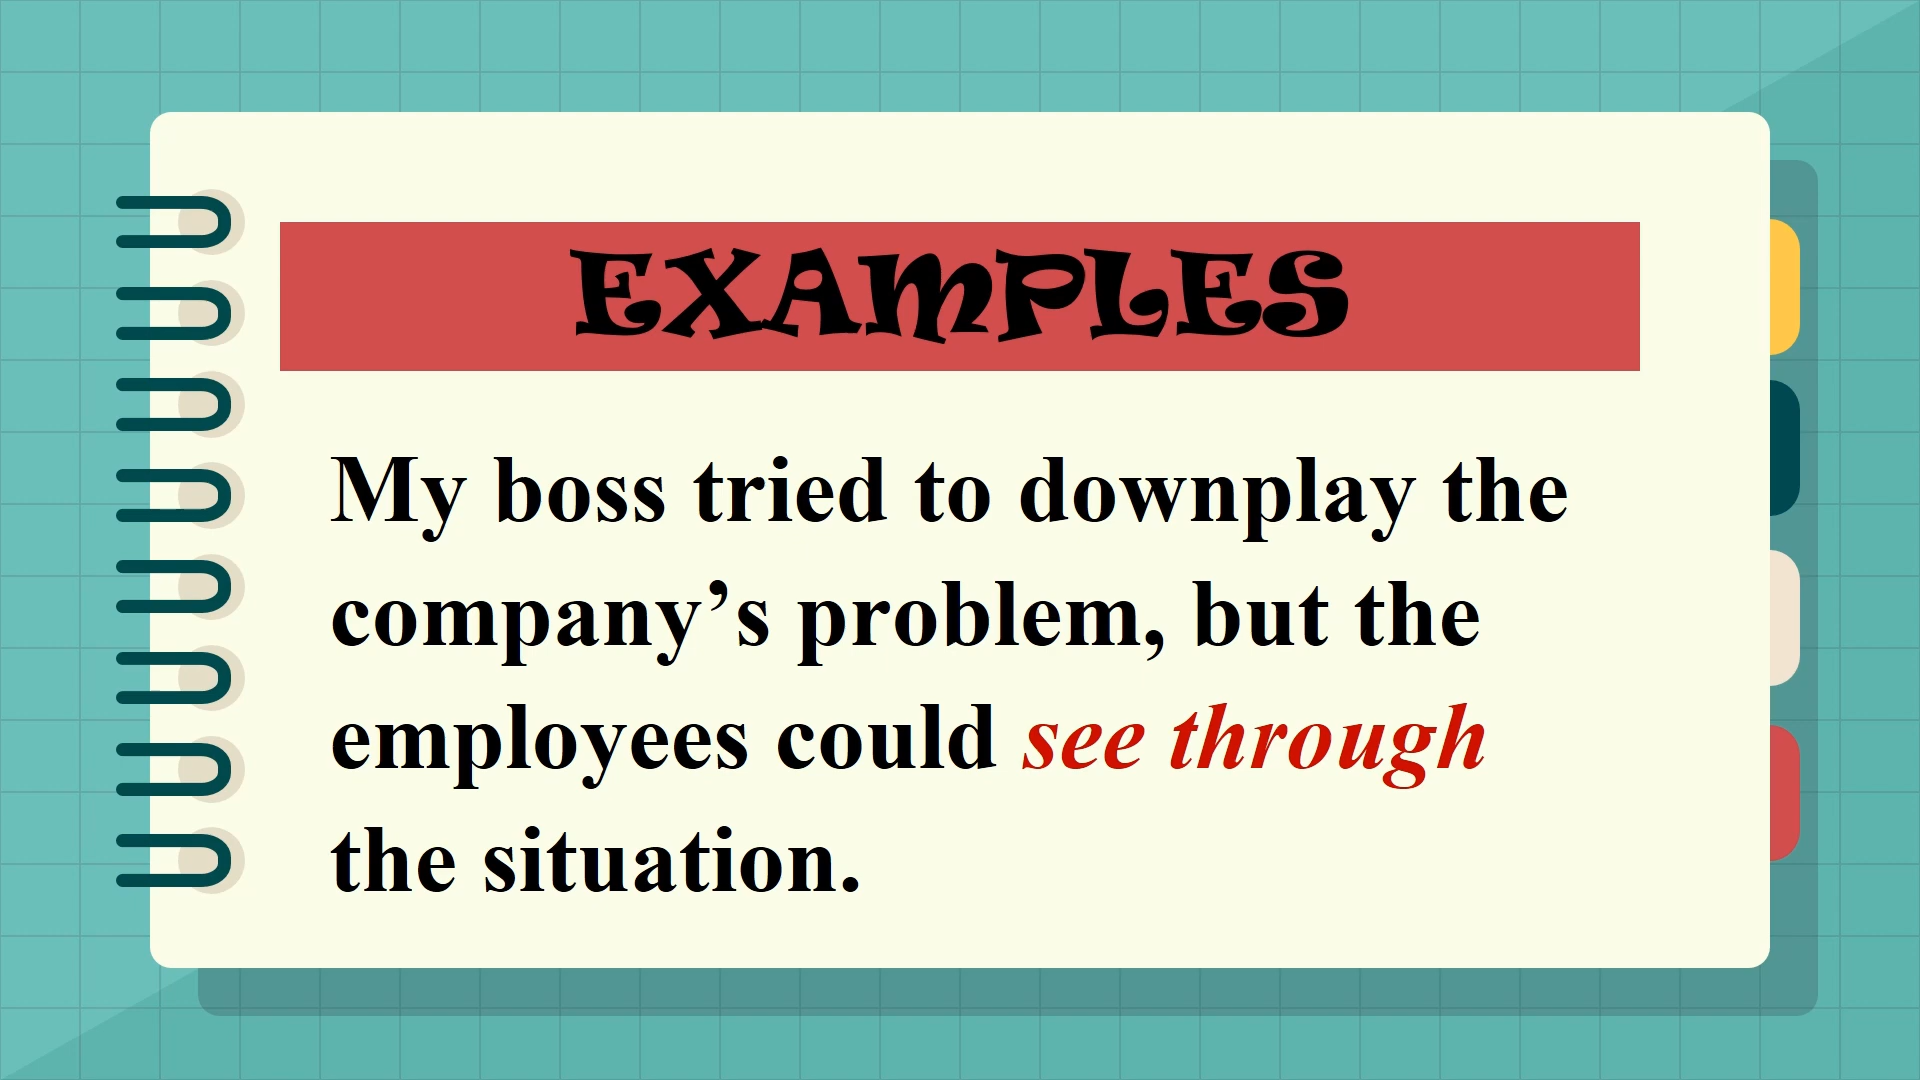 EXAMPLES
My boss tried to downplay the
company’s problem, but the
employees could see through
the situation.